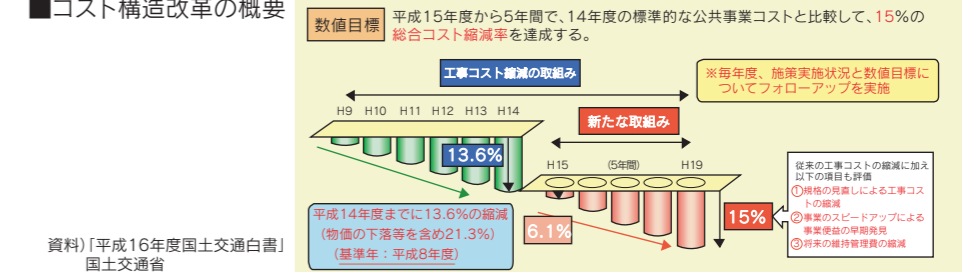 ■コスト構造改革の概要
数値目標
平成15年度から5年間で、14年度の標準的な公共事業コストと比較して、15%の
総合コスト縮減率を達成する。
工事コスト縮減の取組み
※毎年度、施策実施状況と数値目標に
ついてフォローアップを実施
H9 H10 H11 H12 H13 H14
新たな取組み
13.6%
H15 (5年間) H19
従来の工事コストの縮減に加え
以下の項目も評価
①規格の見直しによる工事コス
トの縮減
②事業のスピードアップによる
事業便益の早期発見
③将来の維持管理費の縮減
平成14年度までに13.6%の縮減
(物価の下落等を含め21.3%)
(基準年:平成8年度)
6.1%
15%
資料)「平成16年度国土交通白書」
国土交通省